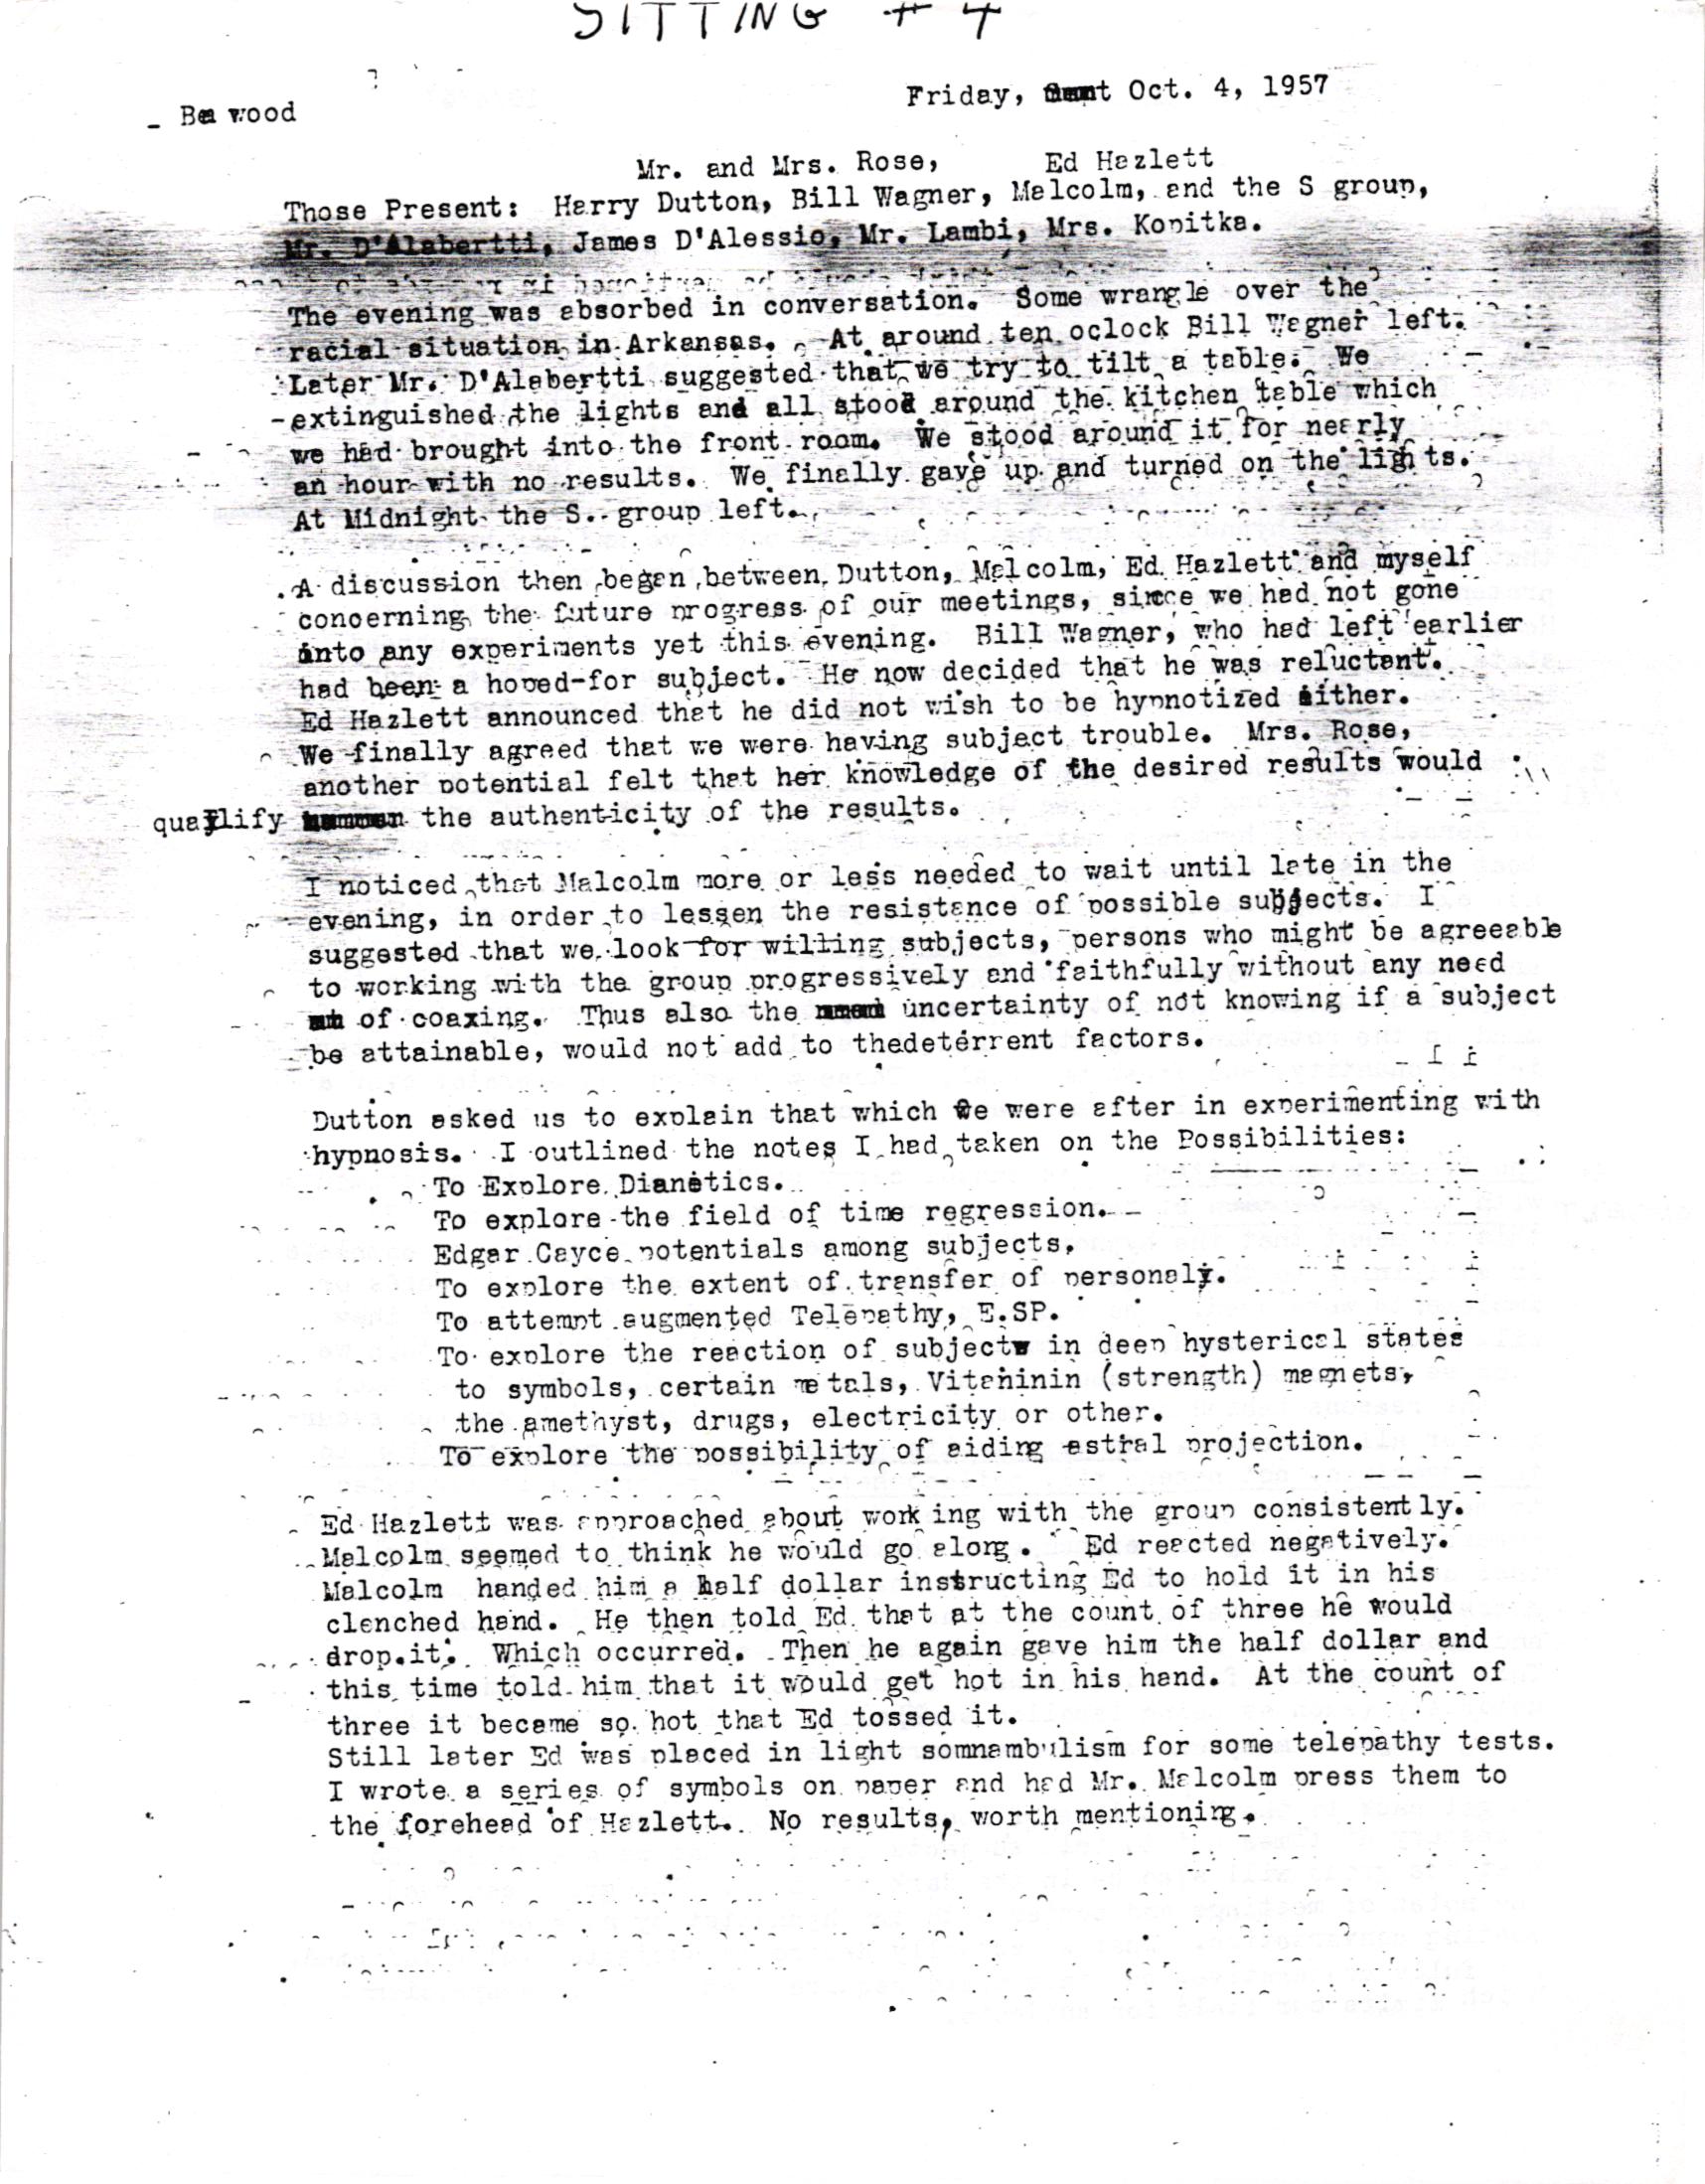 SITTING # 4
Friday, Oct. 4, 1957
Bea wood
Mr. and Mrs. Rose, Ed Hazlett
Those Present: Harry Dutton, Bill Wagner, Malcolm, and the S group,
Mr. D'Alabertti, James D'Alessio, Mr. Lambi, Mrs. Konitka.
The evening was absorbed in conversation. Some wrangle over the
racial situation in Arkansas. At around ten oclock Bill Wagner left.
Later Mr. D'Alabertti suggested that we try to tilt a table. We
extinguished the lights and all stood around the kitchen table which
we had brought into the front room. We stood around it for nearly
an hour with no results. We finally gave up and turned on the lights.
At Midnight the S. group left.
A discussion then began between Dutton, Malcolm, Ed Hazlett and myself
concerning the future progress of our meetings, since we had not gone
into any experiments yet this evening. Bill Wagner, who had left earlier
had been a hoped-for subject. He now decided that he was reluctant.
Ed Hazlett announced that he did not wish to be hypnotized either.
We finally agreed that we were having subject trouble. Mrs. Rose,
another potential felt that her knowledge of the desired results would
qualify the authenticity of the results.
I noticed that Malcolm more or less needed to wait until late in the
evening, in order to lessen the resistance of possible subjects. I
suggested that we look for willing subjects, persons who might be agreeable
to working with the group progressively and faithfully without any need
of coaxing. Thus also the uncertainty of not knowing if a subject
be attainable, would not add to thedeterrent factors.
Dutton asked us to explain that which we were after in experimenting with
hypnosis. I outlined the notes I had taken on the Possibilities:
To Explore Dianetics.
To explore the field of time regression.
Edgar Cayce potentials among subjects.
To explore the extent of transfer of personaly.
To attempt augmented Telepathy, E.SP.
To explore the reaction of subjects in deep hysterical states
to symbols, certain metals, Vitahinin (strength) magnets,
the amethyst, drugs, electricity or other.
To explore the possibility of aiding astral projection.
Ed Hazlett was approached about working with the group consistently.
Malcolm seemed to think he would go along. Ed reacted negatively.
Malcolm handed him a half dollar instructing Ed to hold it in his
clenched hand. He then told Ed that at the count of three he would
drop it. Which occurred. Then he again gave him the half dollar and
this time told him that it would get hot in his hand. At the count of
three it became so hot that Ed tossed it.
Still later Ed was placed in light somnambulism for some telepathy tests.
I wrote a series of symbols on paper and had Mr. Malcolm press them to
the forehead of Hazlett. No results, worth mentioning.